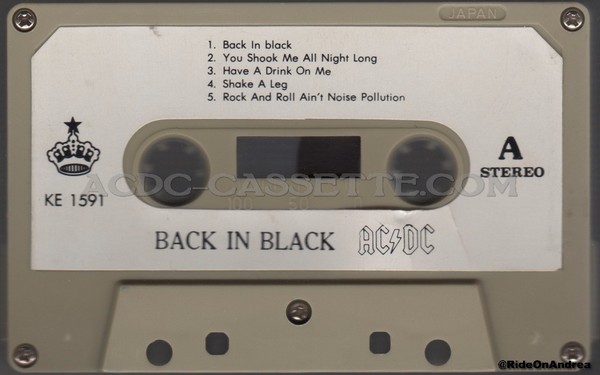 JAPAN
1. Back In black
2. You Shook Me All Night Long
3. Have A Drink On Me
4. Shake A Leg
5. Rock And Roll Ain't Noise Pollution
A
STEREO
ACDC-CASSETTE.COM
KE 1591
100 50 0
BACK IN BLACK AC/DC
@RideOnAndrea